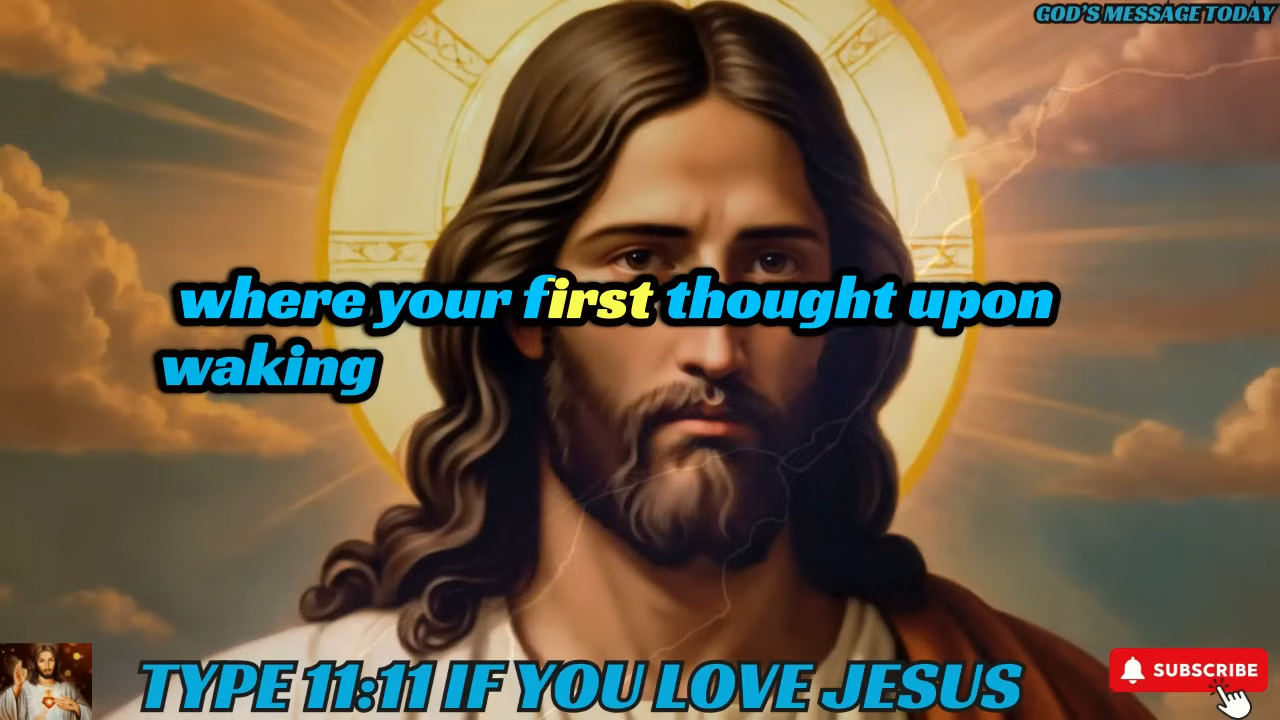 GOD'S MESSAGE TODAY
where your first thought upon
waking
TYPE 11:11 IF YOU LOVE JESUS
SUBSCRIBE